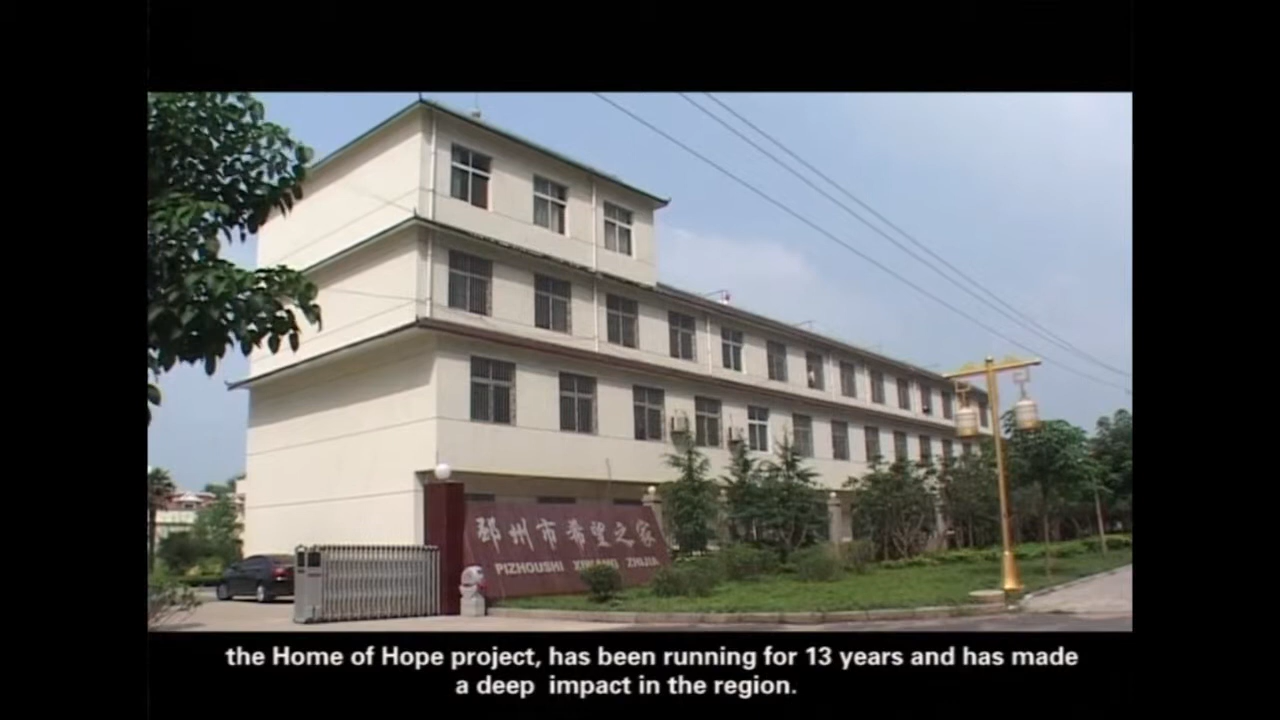 邳州市希望之家
PIZHOUSHI XIWANG ZHIJIA
the Home of Hope project, has been running for 13 years and has made
a deep impact in the region.